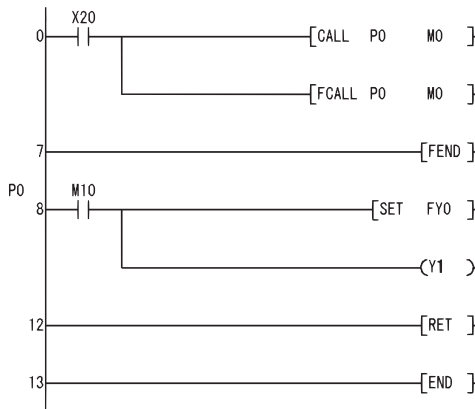 X20
0 [CALL P0 M0 ]
[FCALL P0 M0 ]
7 [FEND ]
P0 M10
8 [SET FY0 ]
(Y1 )
12 [RET ]
13 [END ]